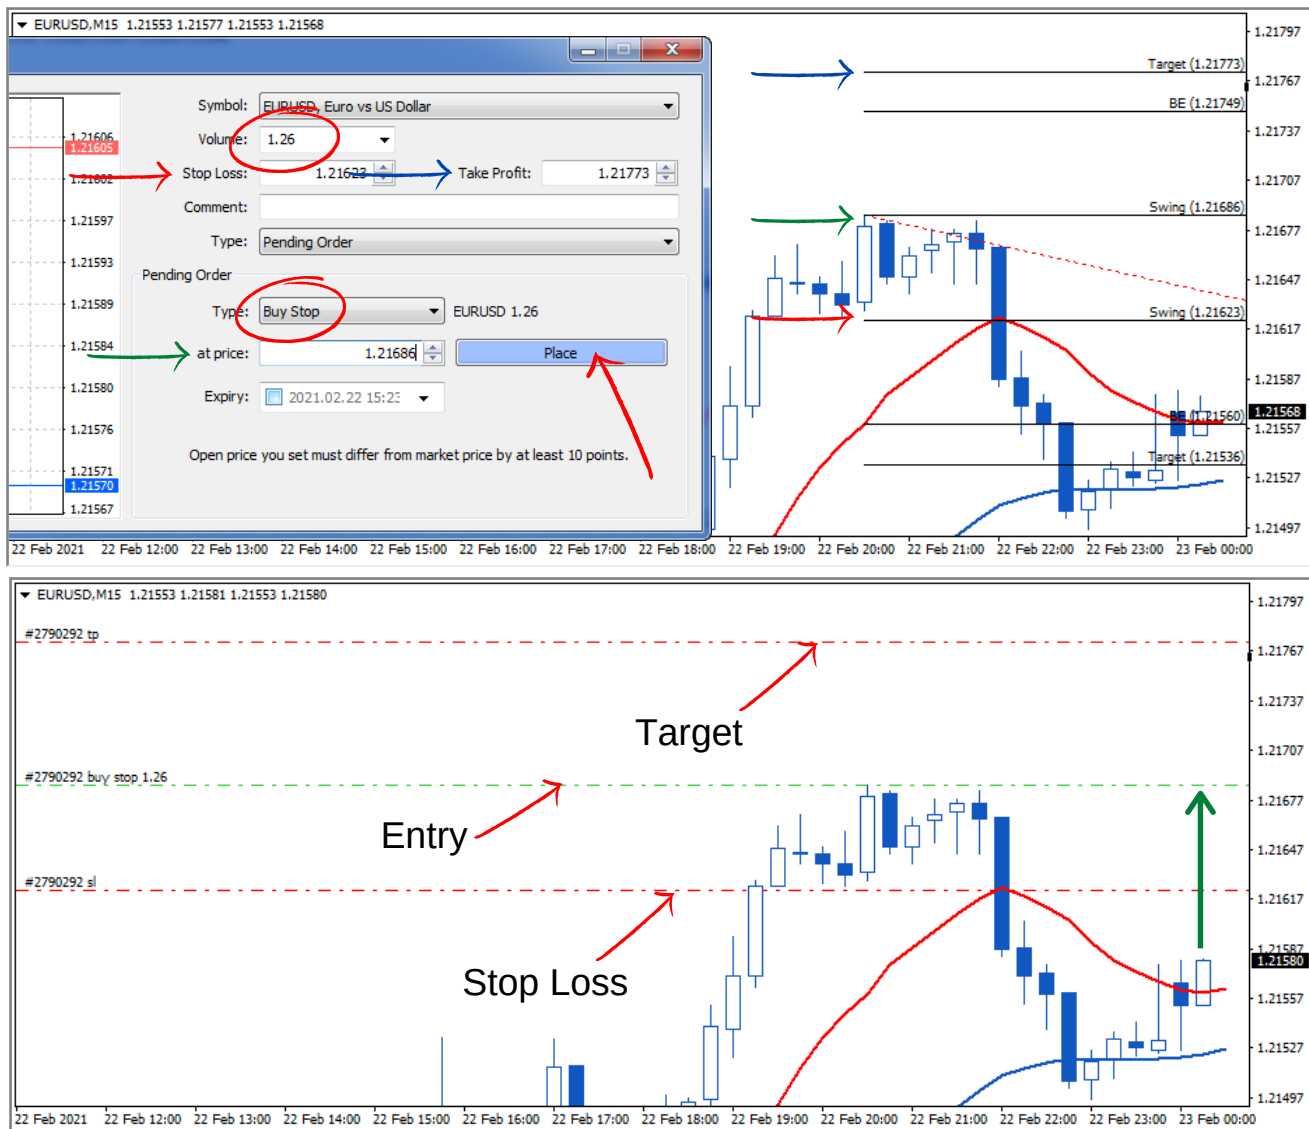 EURUSD,M15 1.21553 1.21577 1.21553 1.21568
Symbol: EURUSD, Euro vs US Dollar
Volume: 1.26
Stop Loss: 1.21623 Take Profit: 1.21773
Comment:
Type: Pending Order
Pending Order
Type: Buy Stop EURUSD 1.26
at price: 1.21686 Place
Expiry: 2021.02.22 15:23
Open price you set must differ from market price by at least 10 points.
1.21606
1.21605
1.21602
1.21597
1.21593
1.21589
1.21584
1.21580
1.21576
1.21571
1.21570
1.21567
Target (1.21773)
BE (1.21749)
Swing (1.21686)
Swing (1.21623)
BE (1.21560)
Target (1.21536)
1.21797
1.21767
1.21737
1.21707
1.21677
1.21647
1.21617
1.21587
1.21568
1.21557
1.21527
1.21497
22 Feb 2021 22 Feb 12:00 22 Feb 13:00 22 Feb 14:00 22 Feb 15:00 22 Feb 16:00 22 Feb 17:00 22 Feb 18:00 22 Feb 19:00 22 Feb 20:00 22 Feb 21:00 22 Feb 22:00 22 Feb 23:00 23 Feb 00:00
EURUSD,M15 1.21553 1.21581 1.21553 1.21580
#2790292 tp
Target
#2790292 buy stop 1.26
Entry
#2790292 sl
Stop Loss
1.21797
1.21767
1.21737
1.21707
1.21677
1.21647
1.21617
1.21587
1.21580
1.21557
1.21527
1.21497
22 Feb 2021 22 Feb 12:00 22 Feb 13:00 22 Feb 14:00 22 Feb 15:00 22 Feb 16:00 22 Feb 17:00 22 Feb 18:00 22 Feb 19:00 22 Feb 20:00 22 Feb 21:00 22 Feb 22:00 22 Feb 23:00 23 Feb 00:00